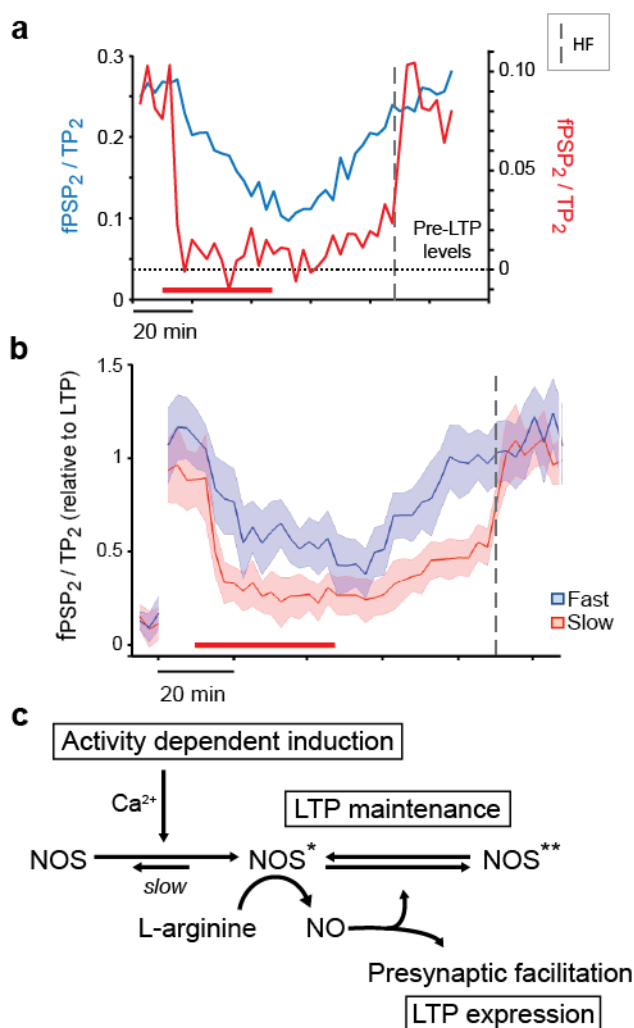 a
HF
0.3
0.2
0.1
0
fPSP₂ / TP₂
0.10
0.05
0
fPSP₂ / TP₂
Pre-LTP
levels
20 min
b
1.5
1
0.5
0
fPSP₂ / TP₂ (relative to LTP)
Fast
Slow
20 min
c
Activity dependent induction
Ca²⁺
LTP maintenance
NOS NOS* NOS**
slow
L-arginine NO
Presynaptic facilitation
LTP expression